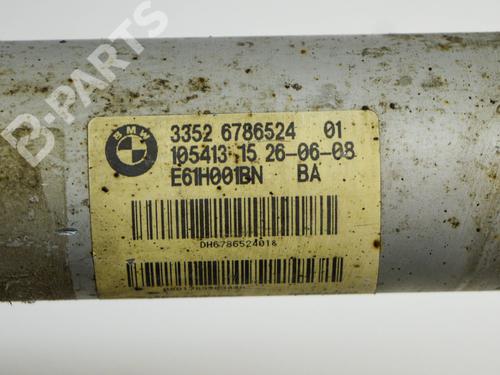 B-PARTS
BMW
3352 6786524 01
105413 15 26-06-08
E61H001BN BA
DH678652401&